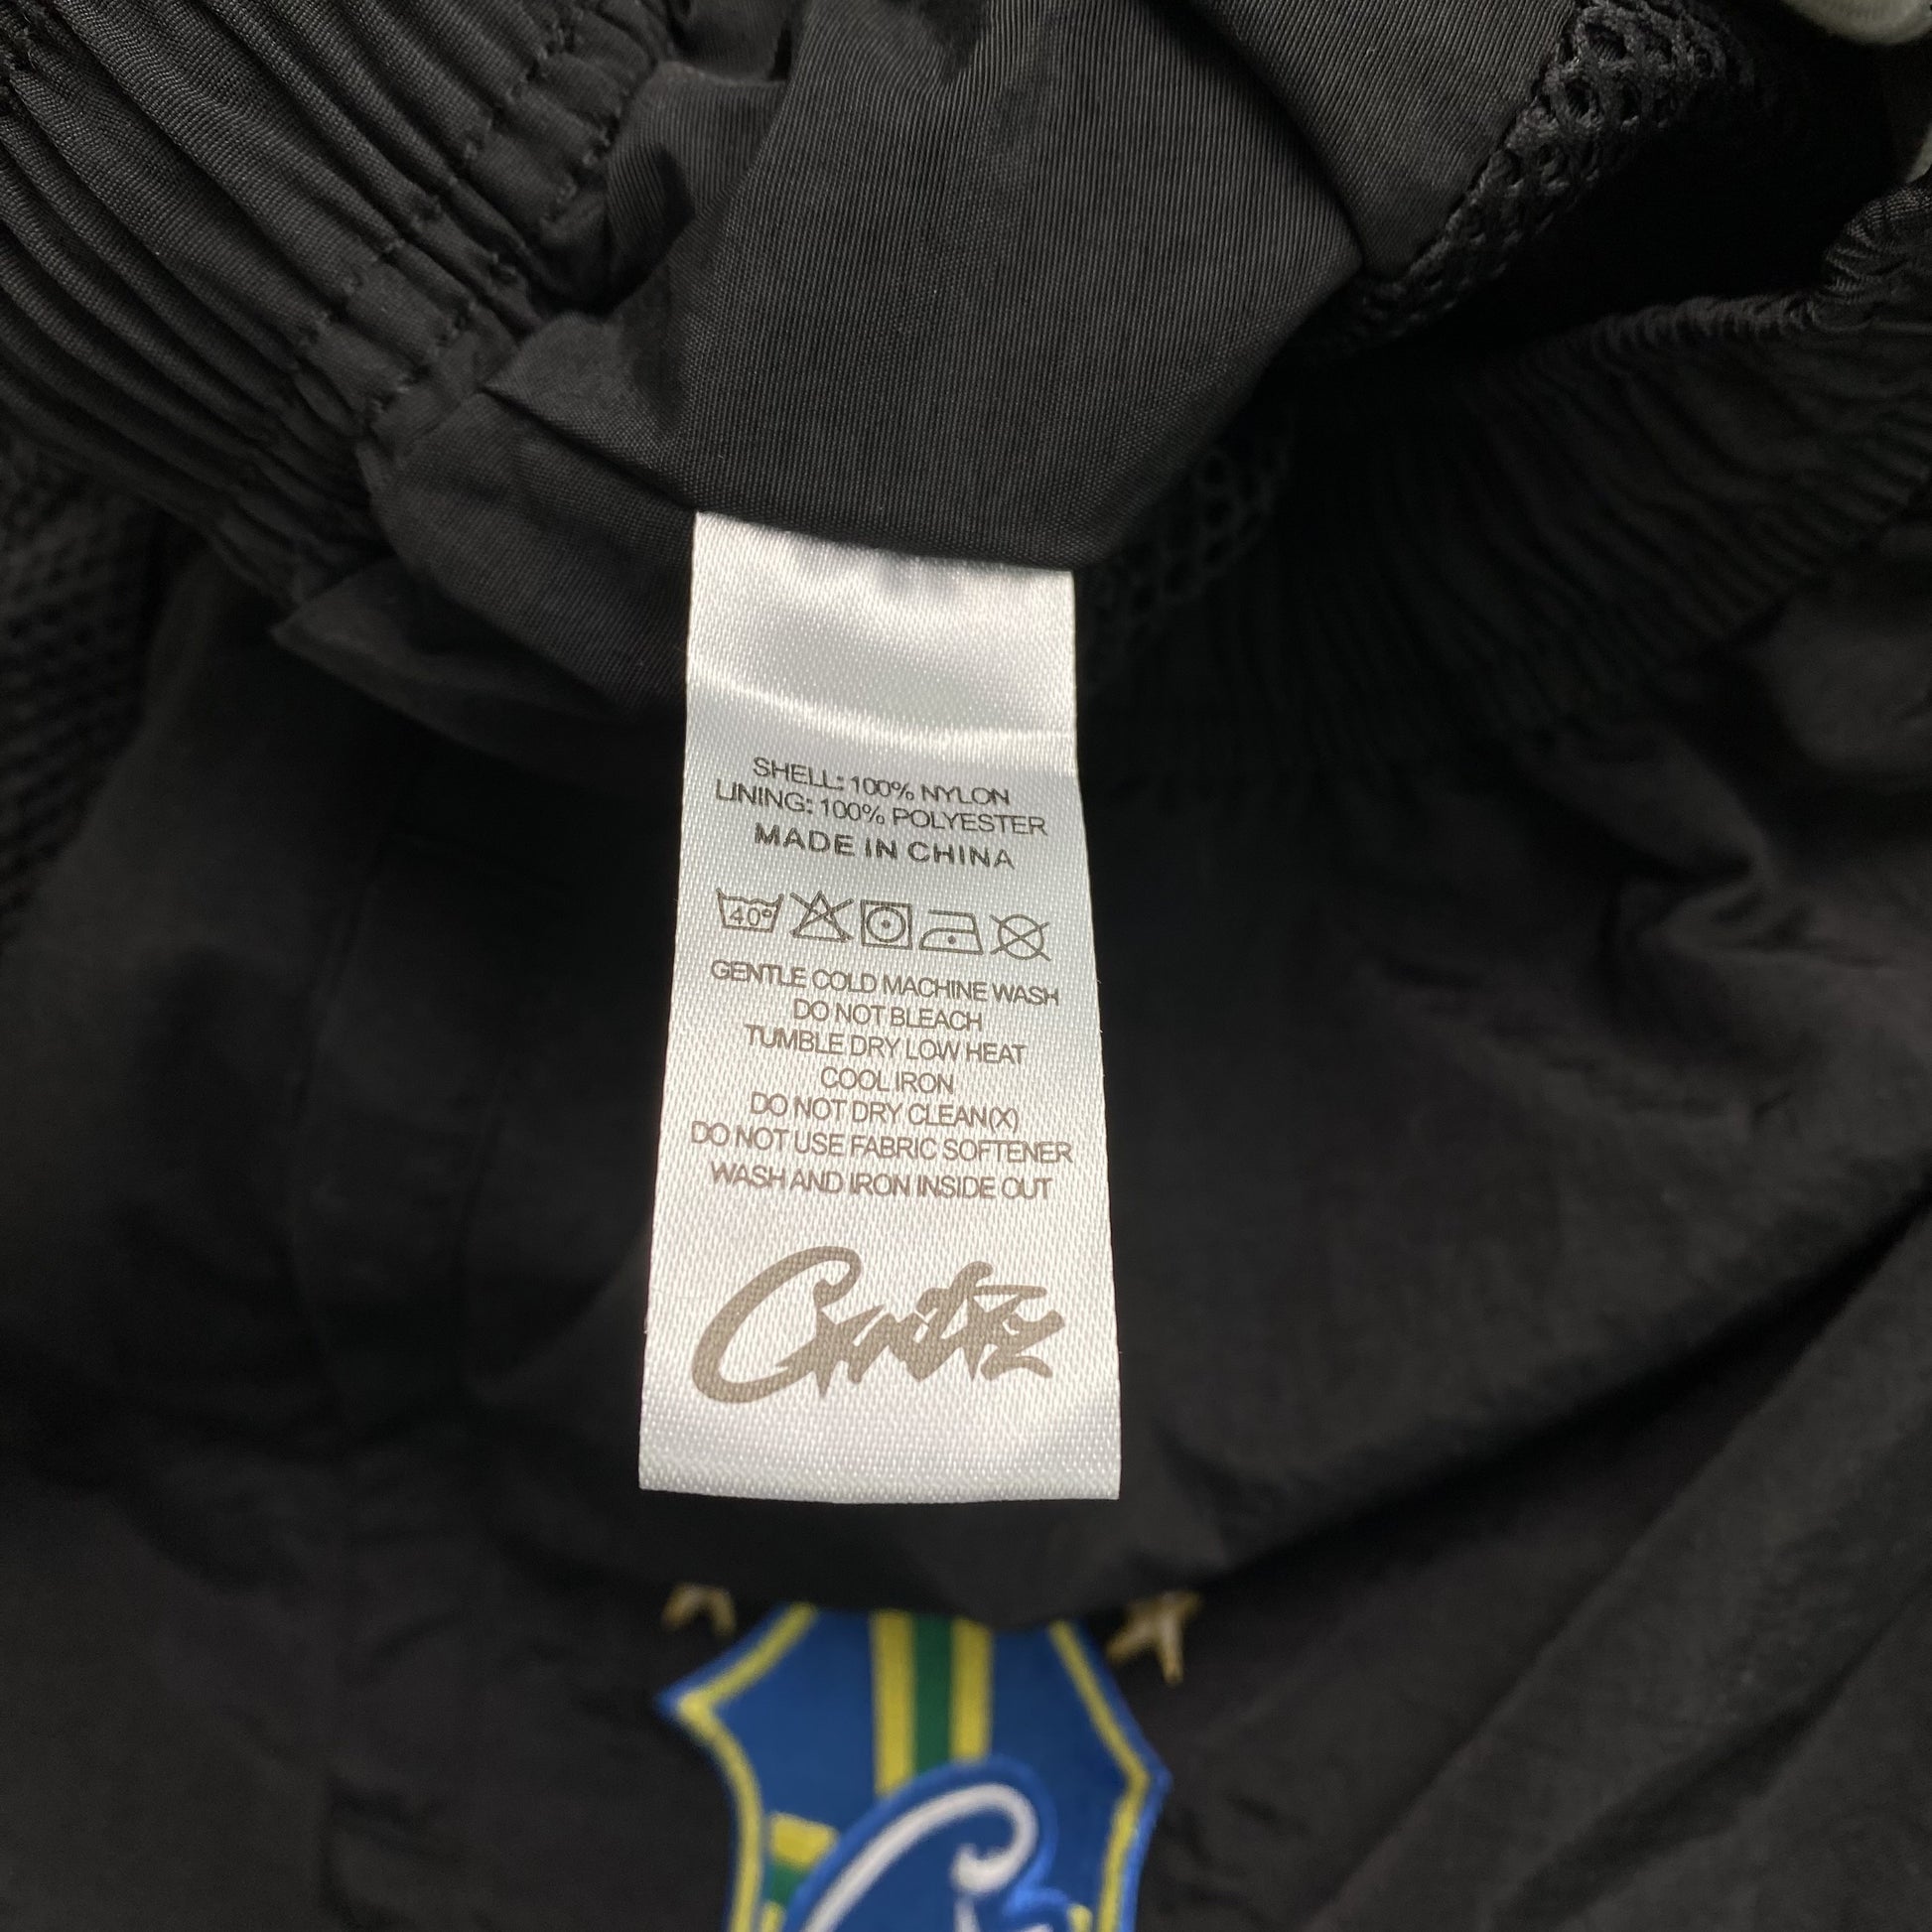 SHELL: 100% NYLON
LINING: 100% POLYESTER
MADE IN CHINA
40°
GENTLE COLD MACHINE WASH
DO NOT BLEACH
TUMBLE DRY LOW HEAT
COOL IRON
DO NOT DRY CLEAN(X)
DO NOT USE FABRIC SOFTENER
WASH AND IRON INSIDE OUT
Crtz